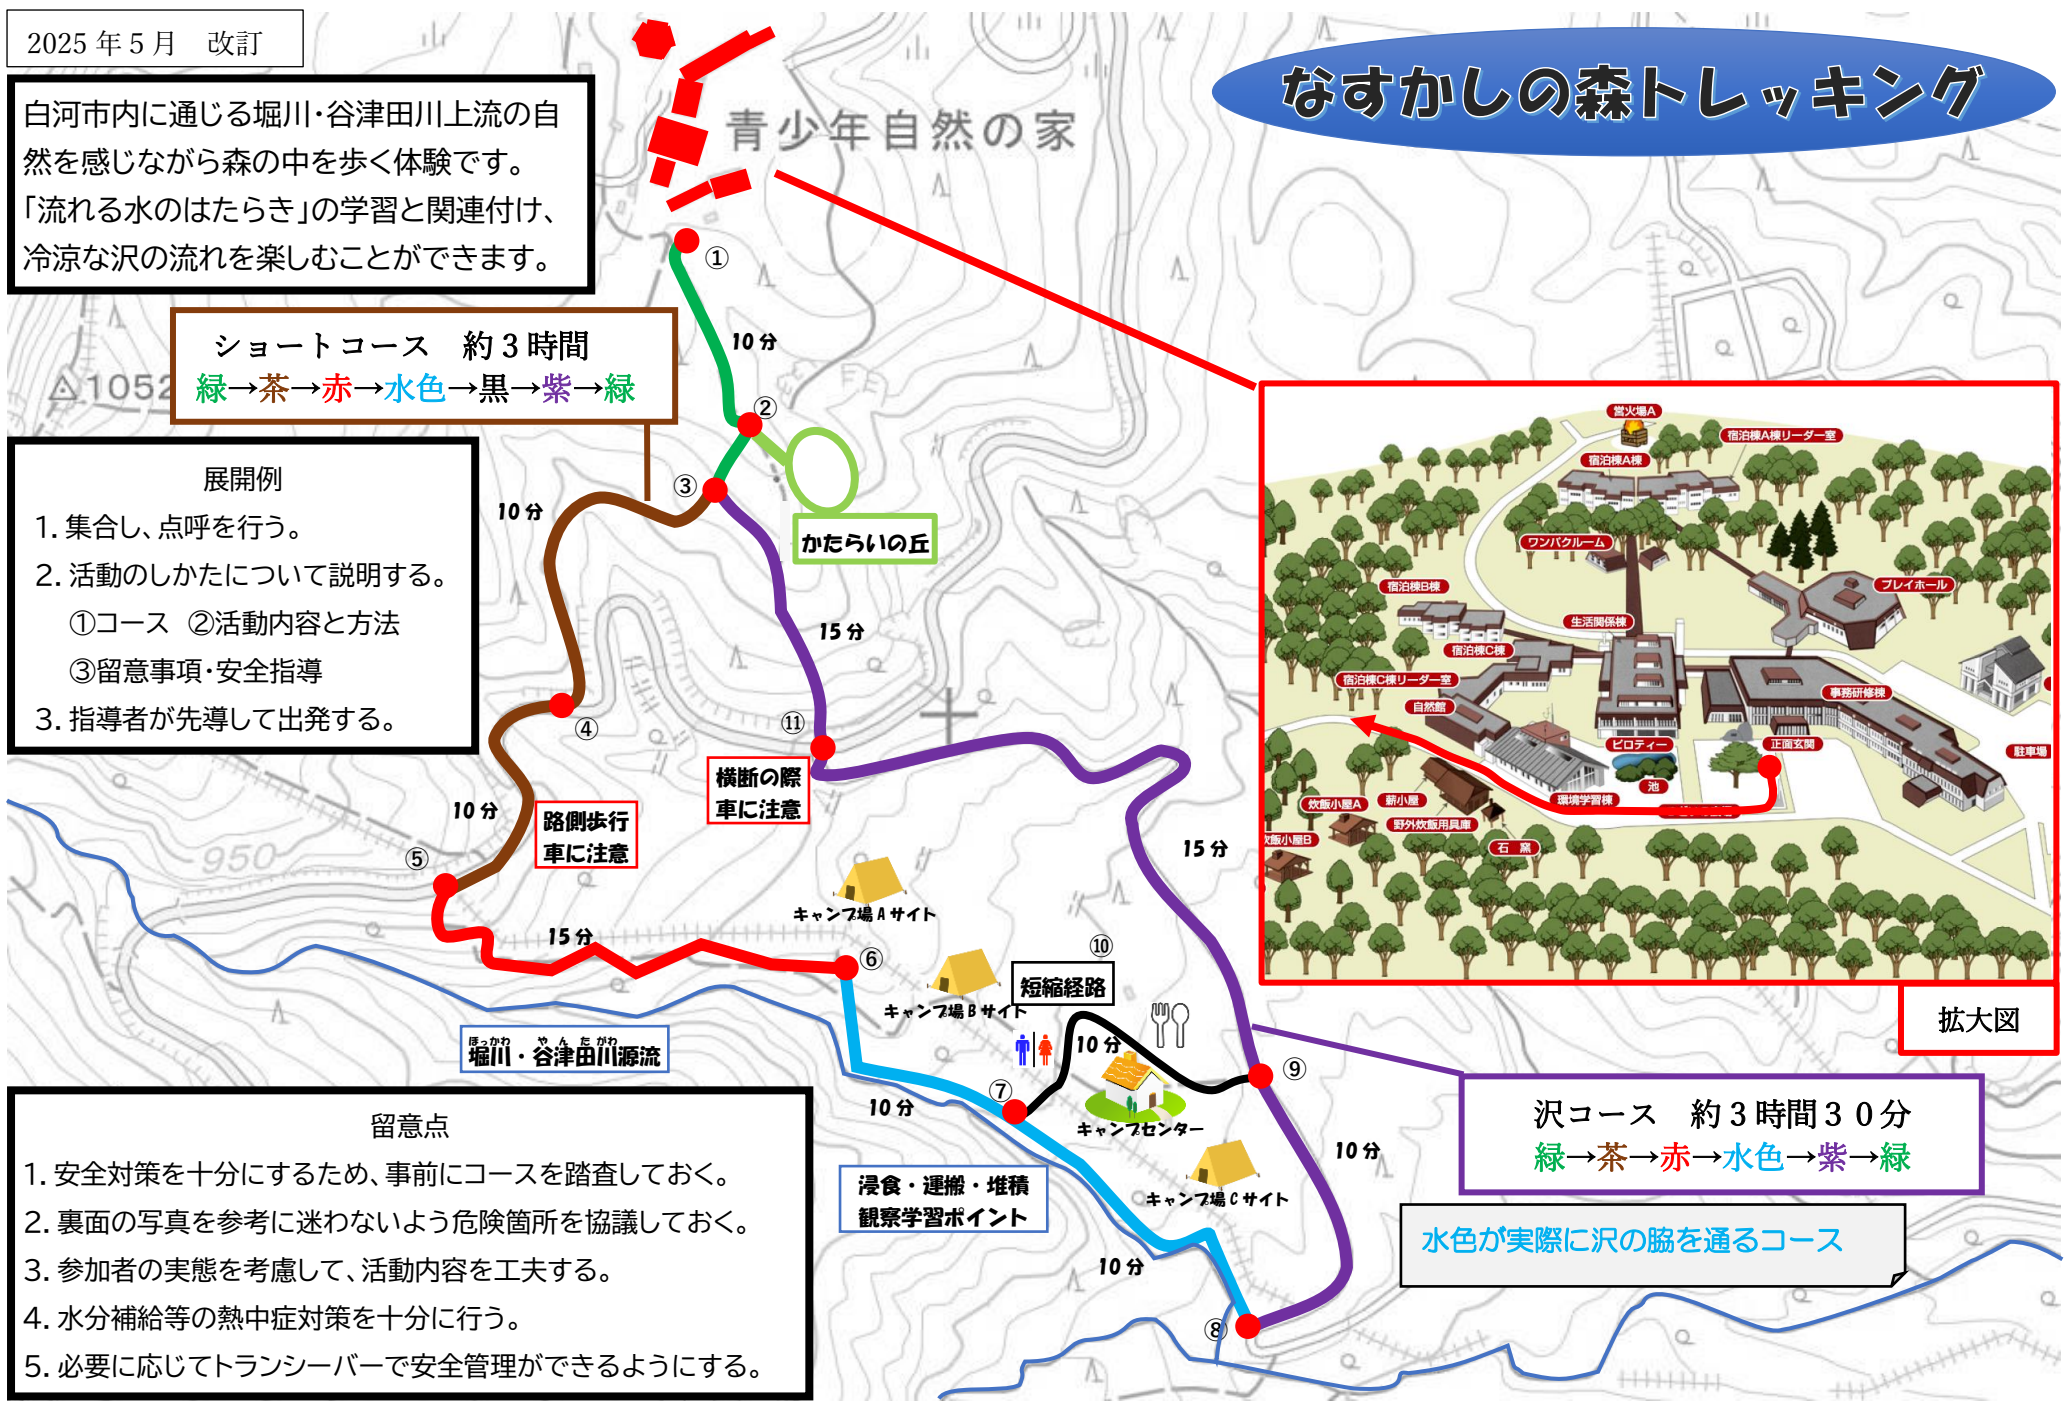 2025年5月　改訂
なすかしの森トレッキング
白河市内に通じる堀川・谷津田川上流の自
然を感じながら森の中を歩く体験です。
「流れる水のはたらき」の学習と関連付け、
冷涼な沢の流れを楽しむことができます。
青少年自然の家
①
10分
②
③
かたらいの丘
ショートコース　約3時間
緑→茶→赤→水色→黒→紫→緑
1052
展開例
1. 集合し、点呼を行う。
2. 活動のしかたについて説明する。
①コース　②活動内容と方法
③留意事項・安全指導
3. 指導者が先導して出発する。
10分
④
10分
⑤
路側歩行
車に注意
15分
⑪
横断の際
車に注意
15分
950
15分
⑥
キャンプ場Aサイト
キャンプ場Bサイト
⑩
短縮経路
10分
⑦
キャンプセンター
⑨
キャンプ場Cサイト
10分
10分
10分
⑧
ほっかわ　やんたがわ
堀川・谷津田川源流
浸食・運搬・堆積
観察学習ポイント
営火場A
宿泊棟A棟リーダー室
宿泊棟A棟
ワンパクルーム
宿泊棟B棟
プレイホール
生活関係棟
宿泊棟C棟
宿泊棟C棟リーダー室
自然館
事務研修棟
ピロティー
正面玄関
駐車場
池
環境学習棟
炊飯小屋A
薪小屋
野外炊飯用具庫
炊飯小屋B
石窯
拡大図
沢コース　約3時間30分
緑→茶→赤→水色→紫→緑
水色が実際に沢の脇を通るコース
留意点
1. 安全対策を十分にするため、事前にコースを踏査しておく。
2. 裏面の写真を参考に迷わないよう危険箇所を協議しておく。
3. 参加者の実態を考慮して、活動内容を工夫する。
4. 水分補給等の熱中症対策を十分に行う。
5. 必要に応じてトランシーバーで安全管理ができるようにする。